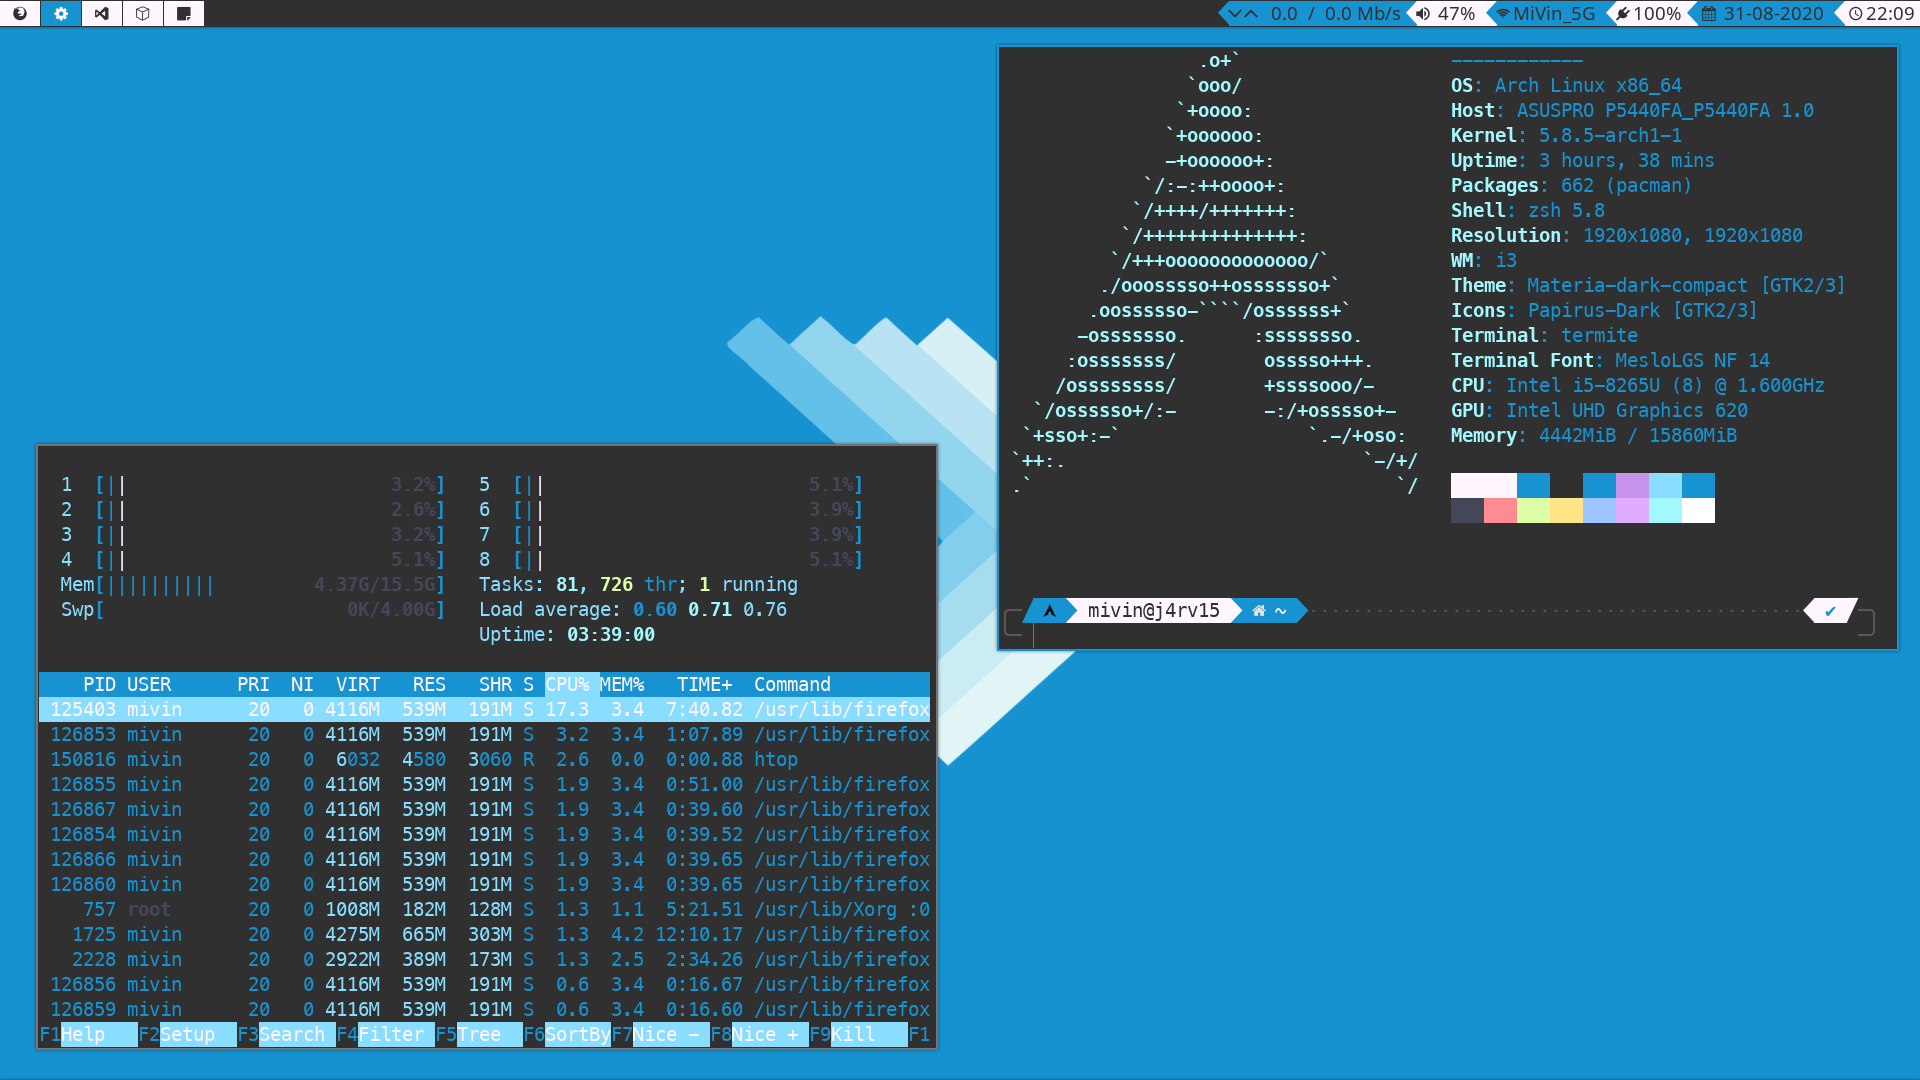 0.0 / 0.0 Mb/s 47% MiVin_5G 100% 31-08-2020 22:09
------------
OS: Arch Linux x86_64
Host: ASUSPRO P5440FA_P5440FA 1.0
Kernel: 5.8.5-arch1-1
Uptime: 3 hours, 38 mins
Packages: 662 (pacman)
Shell: zsh 5.8
Resolution: 1920x1080, 1920x1080
WM: i3
Theme: Materia-dark-compact [GTK2/3]
Icons: Papirus-Dark [GTK2/3]
Terminal: termite
Terminal Font: MesloLGS NF 14
CPU: Intel i5-8265U (8) @ 1.600GHz
GPU: Intel UHD Graphics 620
Memory: 4442MiB / 15860MiB
.o+`
`ooo/
`+oooo:
`+oooooo:
-+oooooo+:
`/:-:++oooo+:
`/++++/+++++++:
`/++++++++++++++:
`/+++ooooooooooooo/`
./ooosssso++osssssso+`
.oossssso-````/ossssss+`
-osssssso. :ssssssso.
:osssssss/ osssso+++.
/ossssssss/ +ssssooo/-
`/ossssso+/:- -:/+osssso+-
`+sso+:-` `.-/+oso:
`++:. `-/+/
.` `/
mivin@j4rv15 ~ ✔
1 [|| 3.2%] 5 [|| 5.1%]
2 [|| 2.6%] 6 [|| 3.9%]
3 [|| 3.2%] 7 [|| 3.9%]
4 [|| 5.1%] 8 [|| 5.1%]
Mem[|||||||||| 4.37G/15.5G] Tasks: 81, 726 thr; 1 running
Swp[ 0K/4.00G] Load average: 0.60 0.71 0.76
Uptime: 03:39:00
PID USER PRI NI VIRT RES SHR S CPU% MEM% TIME+ Command
125403 mivin 20 0 4116M 539M 191M S 17.3 3.4 7:40.82 /usr/lib/firefox
126853 mivin 20 0 4116M 539M 191M S 3.2 3.4 1:07.89 /usr/lib/firefox
150816 mivin 20 0 6032 4580 3060 R 2.6 0.0 0:00.88 htop
126855 mivin 20 0 4116M 539M 191M S 1.9 3.4 0:51.00 /usr/lib/firefox
126867 mivin 20 0 4116M 539M 191M S 1.9 3.4 0:39.60 /usr/lib/firefox
126854 mivin 20 0 4116M 539M 191M S 1.9 3.4 0:39.52 /usr/lib/firefox
126866 mivin 20 0 4116M 539M 191M S 1.9 3.4 0:39.65 /usr/lib/firefox
126860 mivin 20 0 4116M 539M 191M S 1.9 3.4 0:39.65 /usr/lib/firefox
757 root 20 0 1008M 182M 128M S 1.3 1.1 5:21.51 /usr/lib/Xorg :0
1725 mivin 20 0 4275M 665M 303M S 1.3 4.2 12:10.17 /usr/lib/firefox
2228 mivin 20 0 2922M 389M 173M S 1.3 2.5 2:34.26 /usr/lib/firefox
126856 mivin 20 0 4116M 539M 191M S 0.6 3.4 0:16.67 /usr/lib/firefox
126859 mivin 20 0 4116M 539M 191M S 0.6 3.4 0:16.60 /usr/lib/firefox
F1Help F2Setup F3Search F4Filter F5Tree F6SortBy F7Nice - F8Nice + F9Kill F1